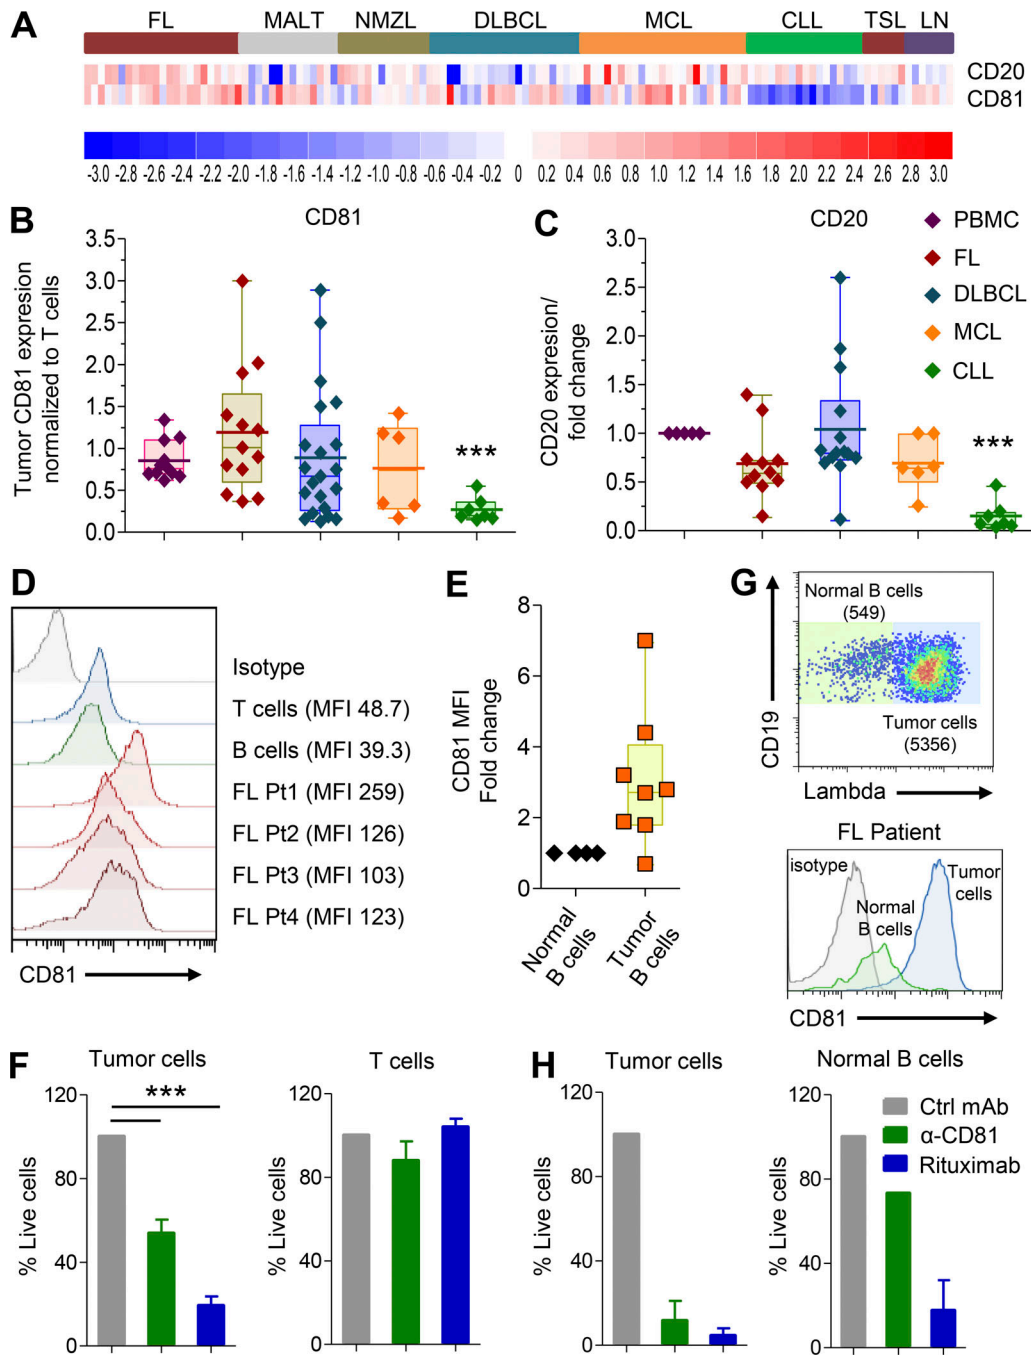 A
FL MALT NMZL DLBCL MCL CLL TSL LN
CD20
CD81
-3.0 -2.8 -2.6 -2.4 -2.2 -2.0 -1.8 -1.6 -1.4 -1.2 -1.0 -0.8 -0.6 -0.4 -0.2 0 0.2 0.4 0.6 0.8 1.0 1.2 1.4 1.6 1.8 2.0 2.2 2.4 2.6 2.8 3.0
B
CD81
Tumor CD81 expresion
normalized to T cells
3.5
3.0
2.5
2.0
1.5
1.0
0.5
0.0
***
C
CD20
CD20 expresion/
fold change
3.0
2.5
2.0
1.5
1.0
0.5
0.0
***
PBMC
FL
DLBCL
MCL
CLL
D
Isotype
T cells (MFI 48.7)
B cells (MFI 39.3)
FL Pt1 (MFI 259)
FL Pt2 (MFI 126)
FL Pt3 (MFI 103)
FL Pt4 (MFI 123)
CD81
E
CD81 MFI
Fold change
8
6
4
2
0
Normal
B cells
Tumor
B cells
G
Normal B cells
(549)
Tumor cells
(5356)
CD19
Lambda
FL Patient
isotype
Normal
B cells
Tumor
cells
CD81
F
Tumor cells
***
% Live cells
120
80
40
0
T cells
% Live cells
120
80
40
0
H
Tumor cells
% Live cells
120
80
40
0
Normal B cells
% Live cells
120
80
40
0
Ctrl mAb
α-CD81
Rituximab